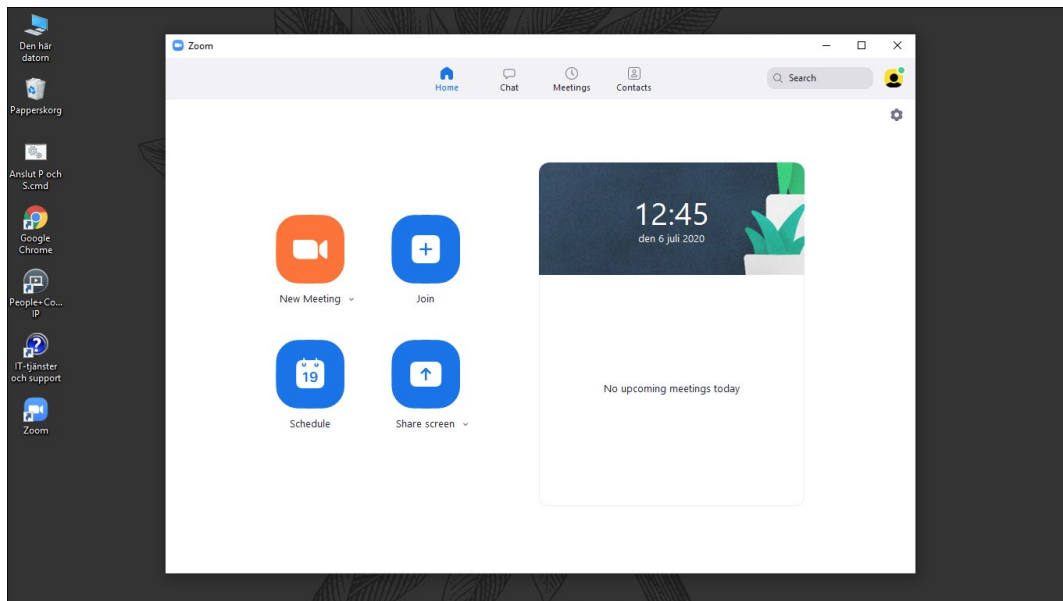 Den här
datorn
Papperskorg
Anslut P och
S.cmd
Google
Chrome
People+Co...
IP
IT-tjänster
och support
Zoom
Zoom
Home
Chat
Meetings
Contacts
Search
New Meeting
Join
19
Schedule
Share screen
12:45
den 6 juli 2020
No upcoming meetings today